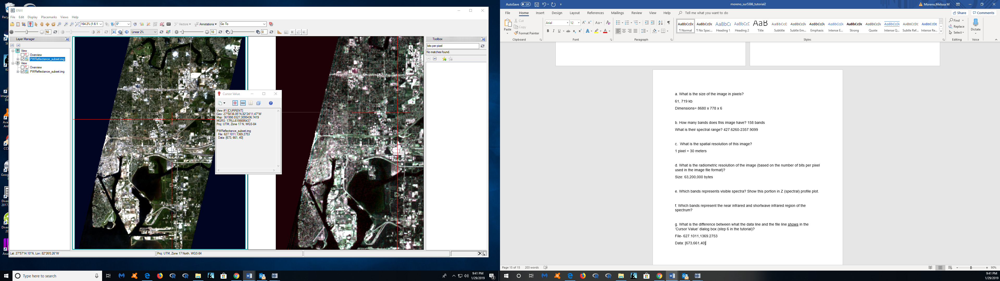 ENVI
File Edit Display Placemarks Views Help
164.2% (1.6:1 0° Vectors Annotations Go To
50 20 Linear 2% 10 0
Layer Manager
View
Overview
PWReflectance_subset.img
View
Overview
PWReflectance_subset.img
N
N
Cursor Value
View #1 [CURRENT]
Geo: 27°58'36.85"N,82°24'11.47"W
Map: 361998.0327,3095436.7419
MGRS: 17RLL6199895437
Proj: UTM, Zone 17 N, WGS-84
PWReflectance_subset.img
File: 627.1011,1369.2753
Data: [673, 661, 40]
Toolbox
bits per pixel
No matches found.
Lat: 27°57'14.10"N, Lon: 82°26'0.26"W Proj: UTM, Zone 17 North, WGS-84
Type here to search
9:41 PM
1/29/2019
2
AutoSave Off moreno_sur5386_tutorial2 Moreno,Melissa M
File Home Insert Design Layout References Mailings Review View Help Tell me what you want to do Share Comments
Paste Cut Copy Format Painter
Arial 12
B I U ab x₂ x²
AaBbCcDc AaBbCcDc AaBbCc AaBbCcC AaB AaBbCcD AaBbCcDc AaBbCcDc AaBbCcDc AaBbCcDc AaBbCcDc AaBbCcDc AaBbCcDc AaBbCcDc
¶ Normal ¶ No Spac... Heading 1 Heading 2 Title Subtitle Subtle Em... Emphasis Intense E... Strong Quote Intense Q... Subtle Ref... Intense Re...
Find
Replace
Select
Dictate
Clipboard Font Paragraph Styles Editing Voice
a. What is the size of the image in pixels?
61, 719 kb
Dimensions= 8680 x 778 x 6
b. How many bands does this image have? 158 bands
What is their spectral range? 427.6260-2357.9099
c. What is the spatial resolution of this image?
1 pixel = 30 meters
d. What is the radiometric resolution of the image (based on the number of bits per pixel
used in the image file format)?
Size: 63,200,000 bytes
e. Which bands represents visible spectra? Show this portion in Z (spectral) profile plot.
f. Which bands represent the near infrared and shortwave infrared region of the
spectrum?
g. What is the difference between what the data line and the file line shows in the
'Cursor Value' dialog box (step 6 in the tutorial)?
File- 627.1011,1369.2753
Data: [673,661,40]
Page 15 of 15 203 words 90%
9:41 PM
1/29/2019